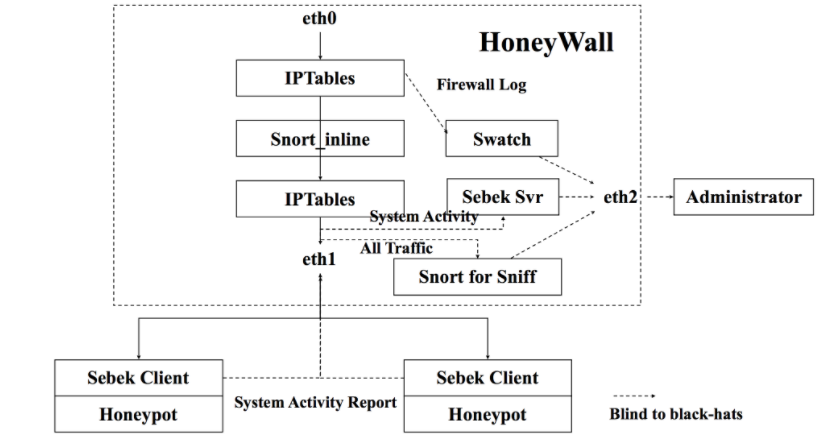 eth0
HoneyWall
IPTables
Firewall Log
Snort_inline
Swatch
IPTables
Sebek Svr
eth2
Administrator
System Activity
All Traffic
eth1
Snort for Sniff
Sebek Client
Sebek Client
System Activity Report
Honeypot
Honeypot
Blind to black-hats